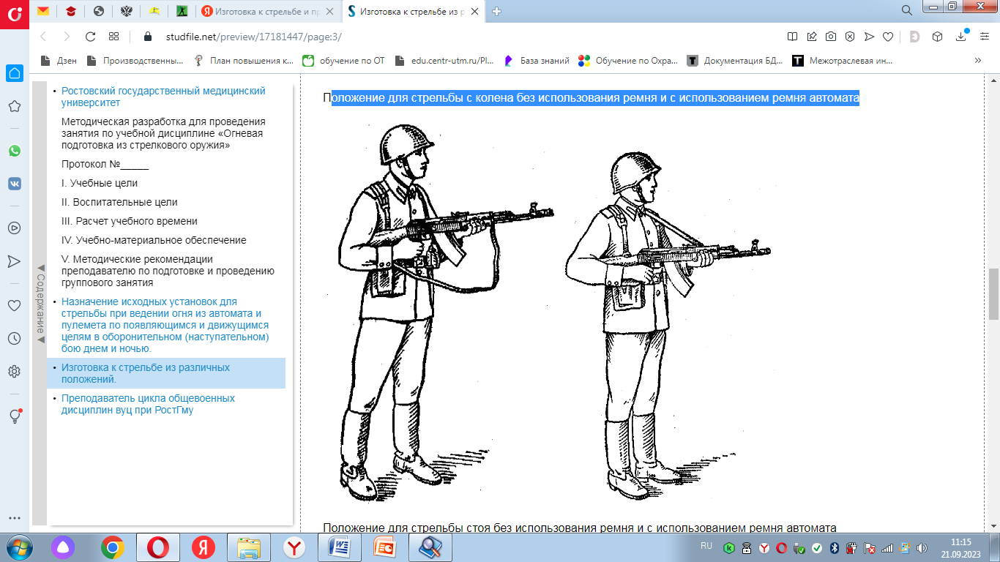 Изготовка к стрельбе и пр
Изготовка к стрельбе из р
studfile.net/preview/17181447/page:3/
Дзен
Производственны...
План повышения к...
обучение по ОТ
edu.centr-utm.ru/Pl...
База знаний
Обучение по Охра...
Документация БД...
Межотраслевая ин...
»
Ростовский государственный медицинский
университет
Методическая разработка для проведения
занятия по учебной дисциплине «Огневая
подготовка из стрелкового оружия»
Протокол №_____
I. Учебные цели
II. Воспитательные цели
III. Расчет учебного времени
IV. Учебно-материальное обеспечение
V. Методические рекомендации
преподавателю по подготовке и проведению
группового занятия
Назначение исходных установок для
стрельбы при ведении огня из автомата и
пулемета по появляющимся и движущимся
целям в оборонительном (наступательном)
бою днем и ночью.
Изготовка к стрельбе из различных
положений.
Преподаватель цикла общевоенных
дисциплин вуц при РостГму
Содержание
Положение для стрельбы с колена без использования ремня и с использованием ремня автомата
Положение для стрельбы стоя без использования ремня и с использованием ремня автомата
RU
11:15
21.09.2023